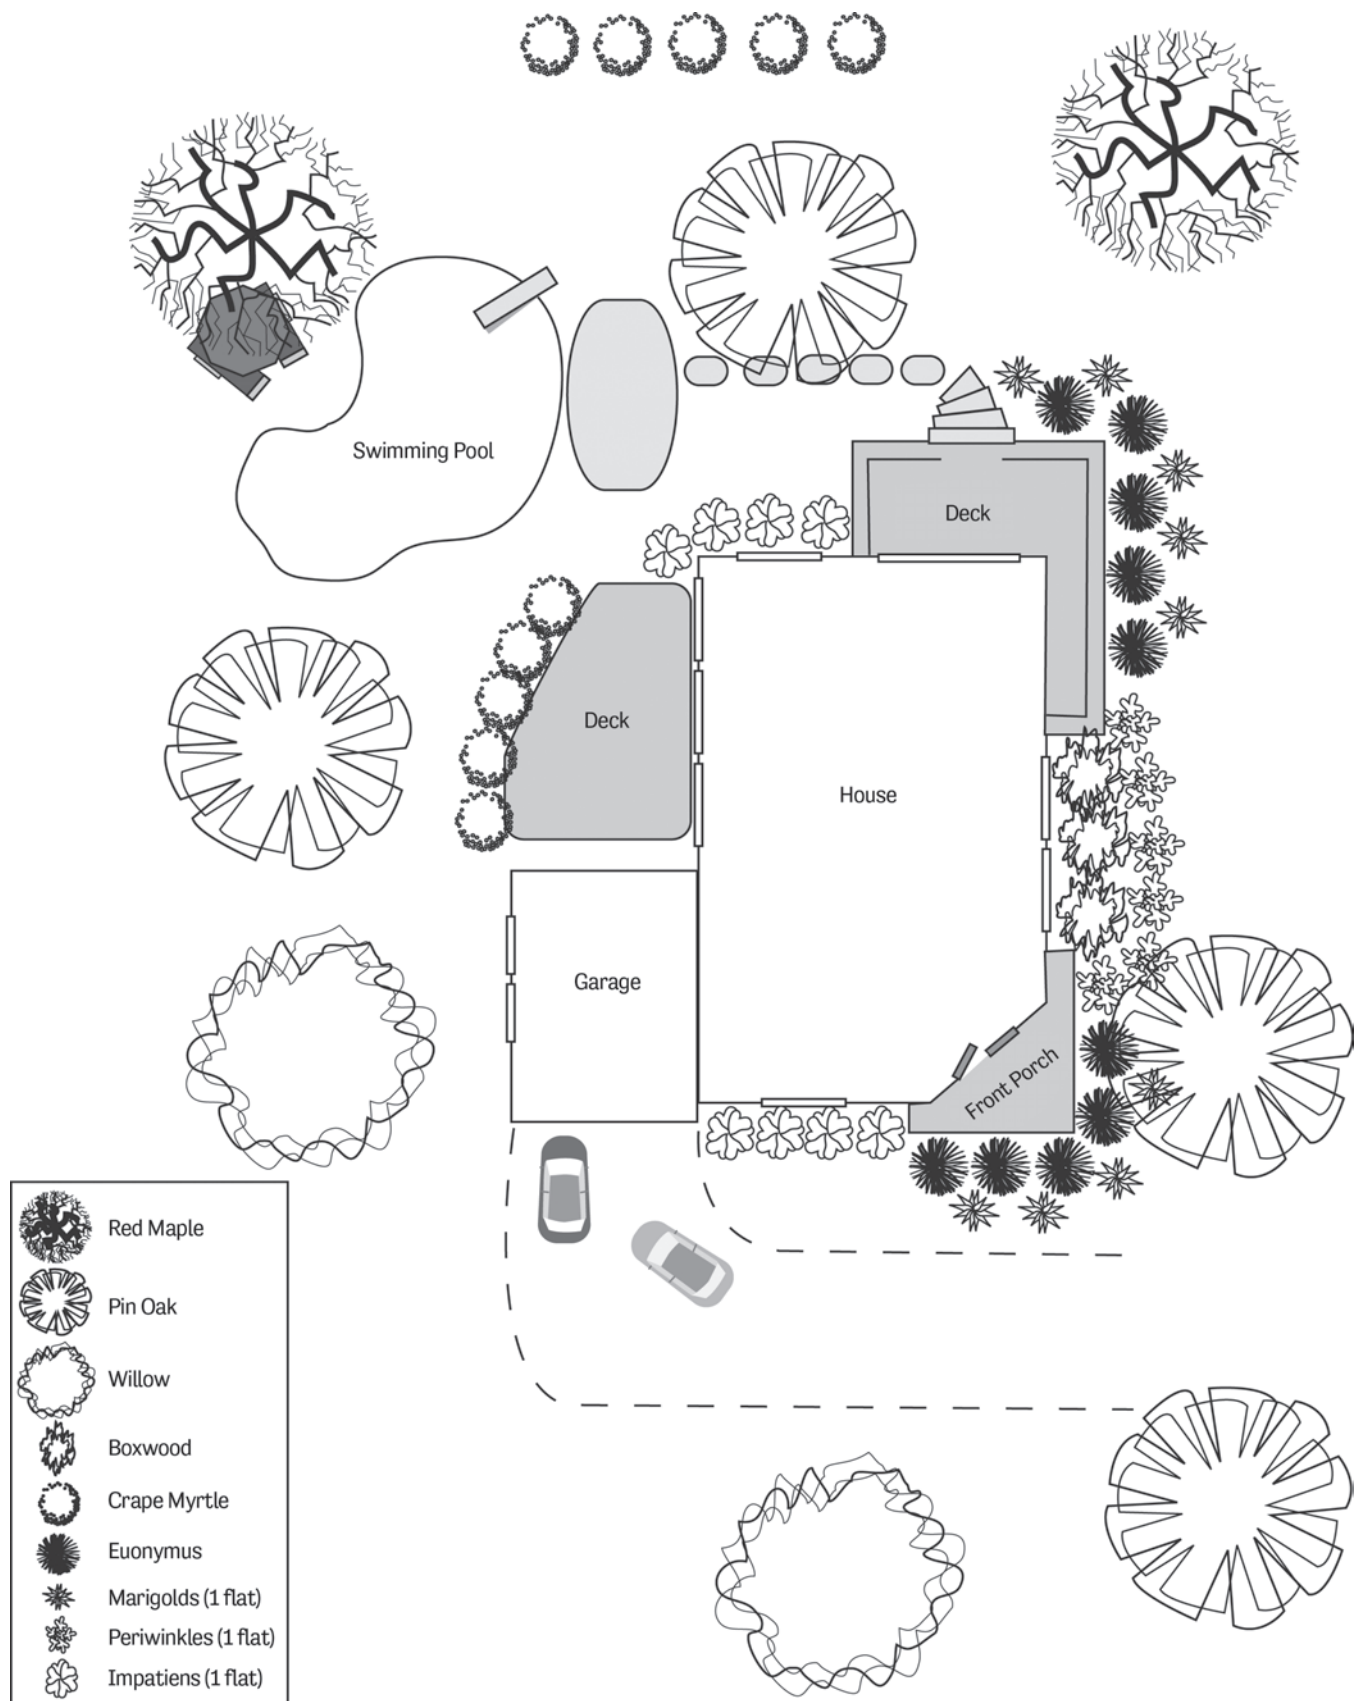 Swimming Pool
Deck
Deck
House
Garage
Front Porch
Red Maple
Pin Oak
Willow
Boxwood
Crape Myrtle
Euonymus
Marigolds (1 flat)
Periwinkles (1 flat)
Impatiens (1 flat)